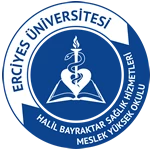 ERCİYES ÜNİVERSİTESİ
HALİL BAYRAKTAR SAĞLIK HİZMETLERİ
MESLEK YÜKSEK OKULU